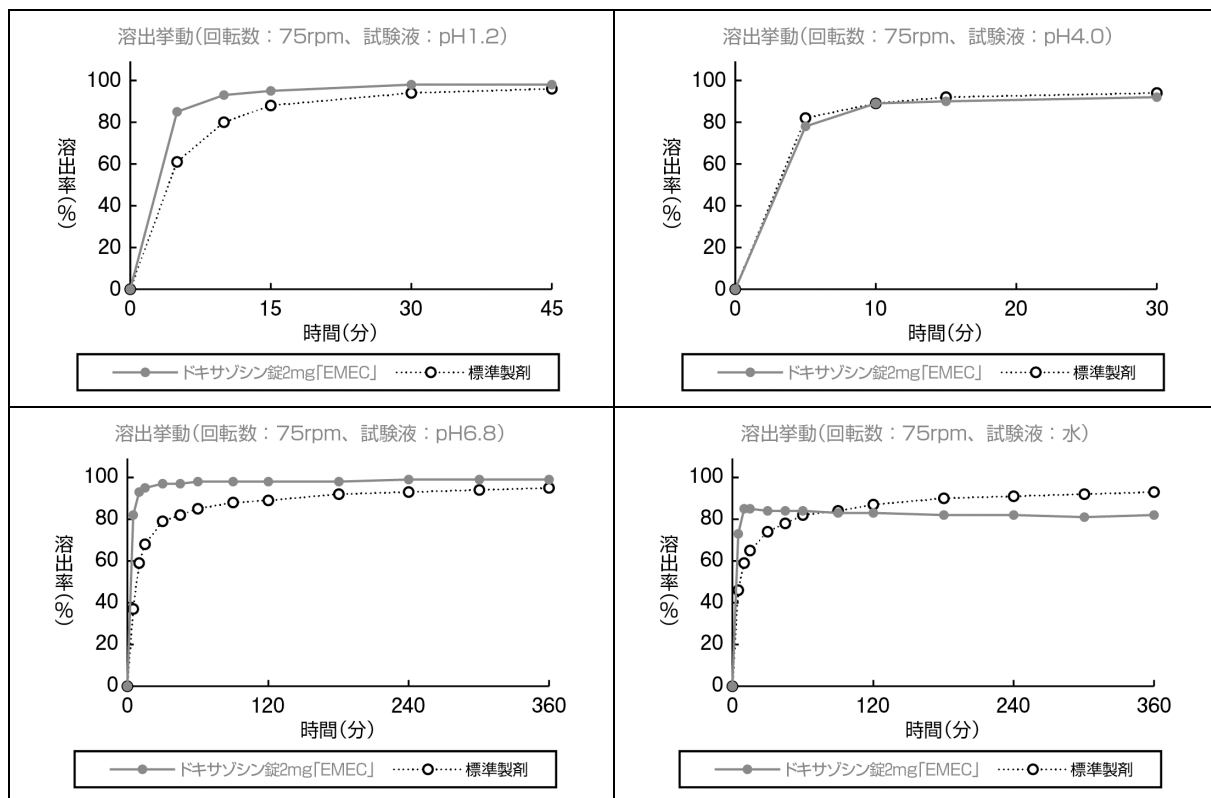 溶出挙動(回転数：75rpm、試験液：pH1.2)
100
80
60
40
20
0
溶出率(%)
0 15 30 45
時間(分)
ドキサゾシン錠2mg「EMEC」 標準製剤
溶出挙動(回転数：75rpm、試験液：pH4.0)
100
80
60
40
20
0
溶出率(%)
0 10 20 30
時間(分)
ドキサゾシン錠2mg「EMEC」 標準製剤
溶出挙動(回転数：75rpm、試験液：pH6.8)
100
80
60
40
20
0
溶出率(%)
0 120 240 360
時間(分)
ドキサゾシン錠2mg「EMEC」 標準製剤
溶出挙動(回転数：75rpm、試験液：水)
100
80
60
40
20
0
溶出率(%)
0 120 240 360
時間(分)
ドキサゾシン錠2mg「EMEC」 標準製剤